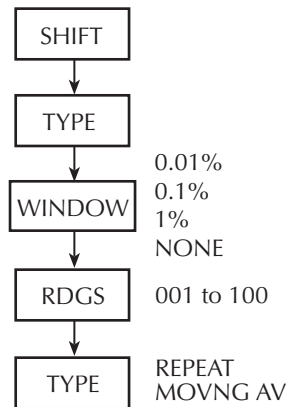 SHIFT
TYPE
WINDOW
0.01%
0.1%
1%
NONE
RDGS
001 to 100
TYPE
REPEAT
MOVNG AV